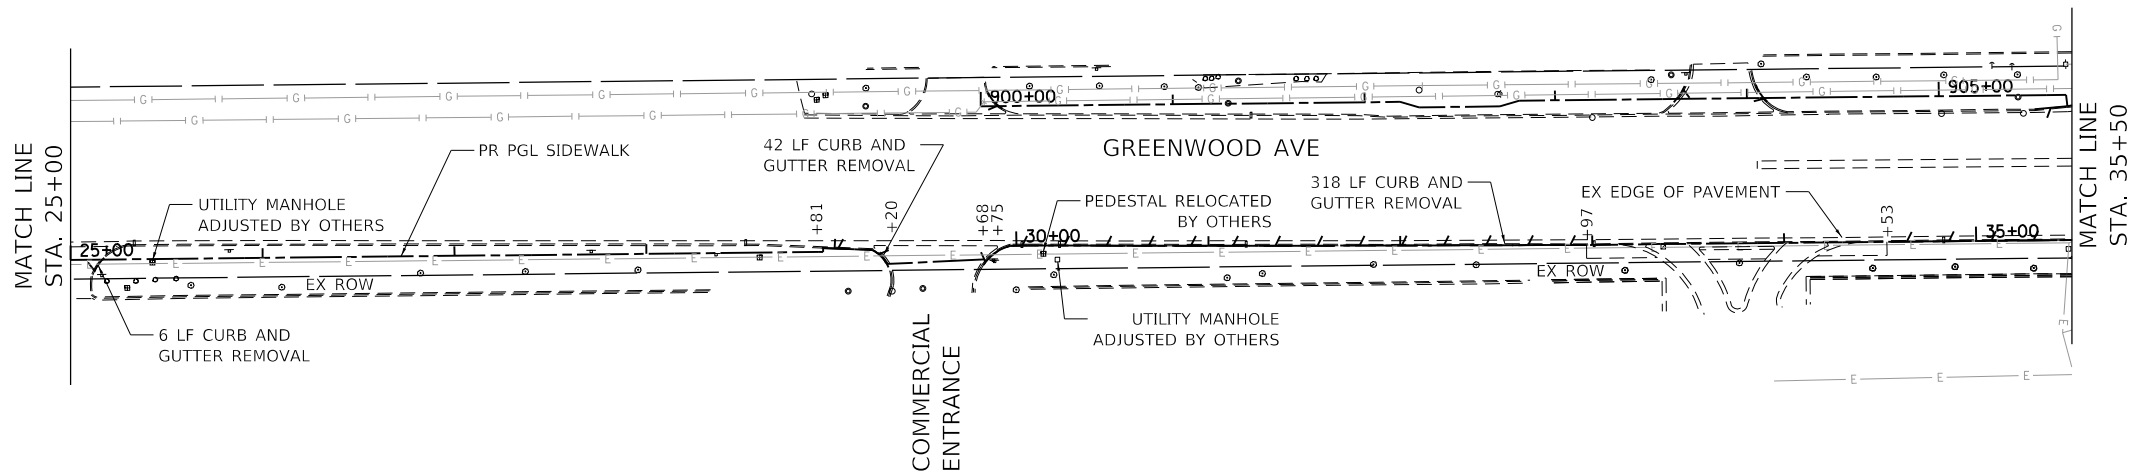 MATCH LINE
STA. 25+00
PR PGL SIDEWALK
42 LF CURB AND
GUTTER REMOVAL
GREENWOOD AVE
900+00
905+00
UTILITY MANHOLE
ADJUSTED BY OTHERS
+81
+20
+68
+75
PEDESTAL RELOCATED
BY OTHERS
318 LF CURB AND
GUTTER REMOVAL
EX EDGE OF PAVEMENT
+97
+53
25+00
30+00
35+00
EX ROW
EX ROW
6 LF CURB AND
GUTTER REMOVAL
COMMERCIAL
ENTRANCE
UTILITY MANHOLE
ADJUSTED BY OTHERS
MATCH LINE
STA. 35+50
G G G G G
G G G G
E E E E E E
E E E